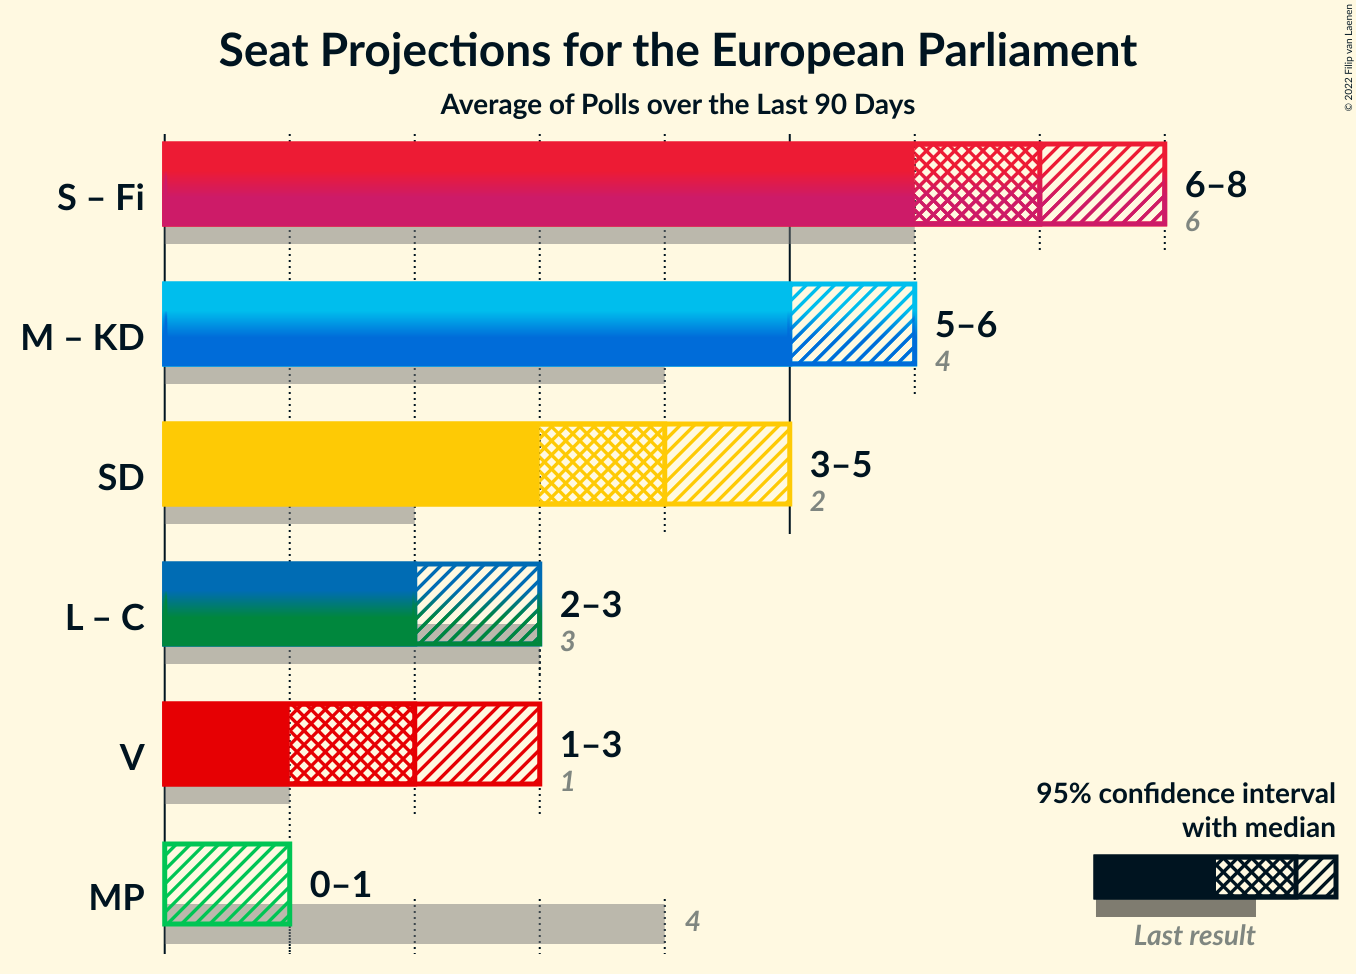 Seat Projections for the European Parliament
Average of Polls over the Last 90 Days
© 2022 Filip van Laenen
S – Fi
6–8
6
M – KD
5–6
4
SD
3–5
2
L – C
2–3
3
V
1–3
1
MP
0–1
4
95% confidence interval
with median
Last result